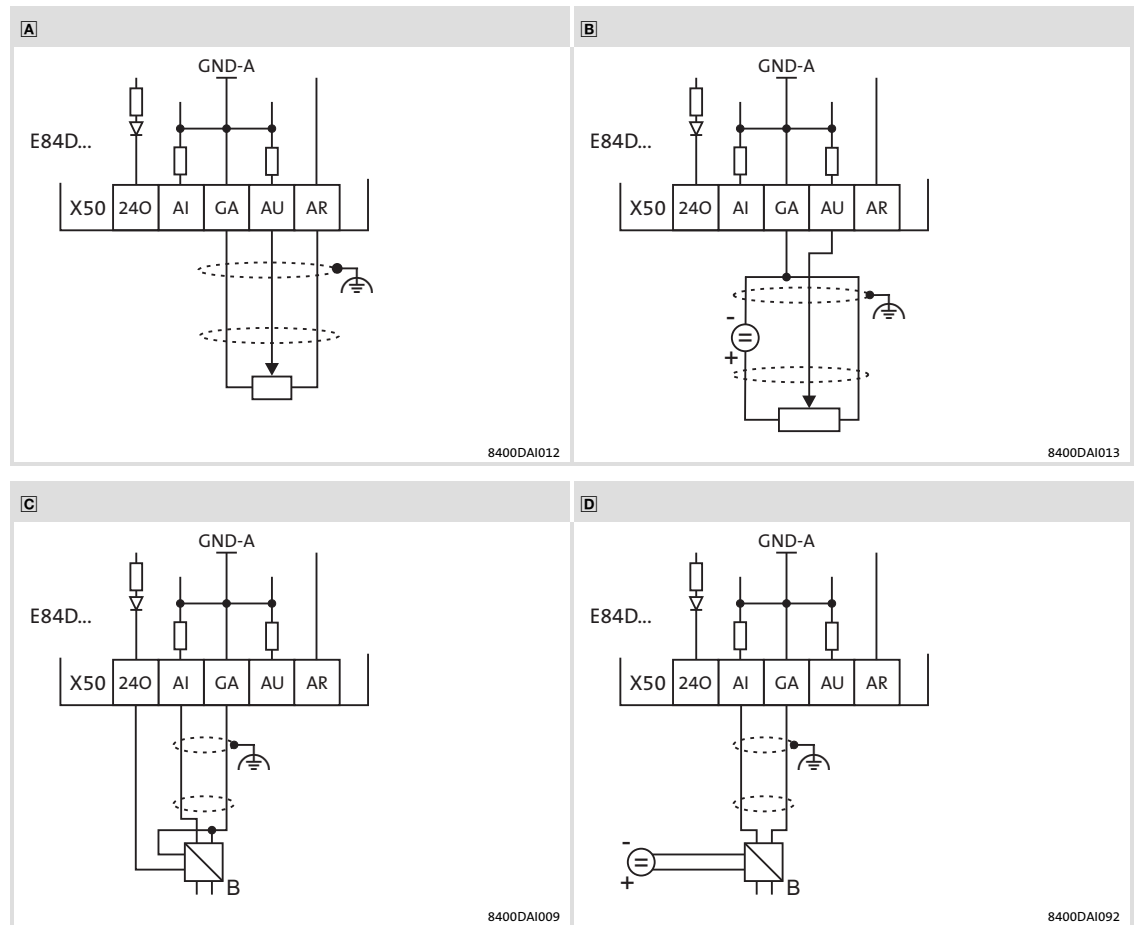 A
GND-A
E84D...
X50 24O AI GA AU AR
8400DAI012
B
GND-A
E84D...
X50 24O AI GA AU AR
-
+
8400DAI013
C
GND-A
E84D...
X50 24O AI GA AU AR
B
8400DAI009
D
GND-A
E84D...
X50 24O AI GA AU AR
-
+
B
8400DAI092